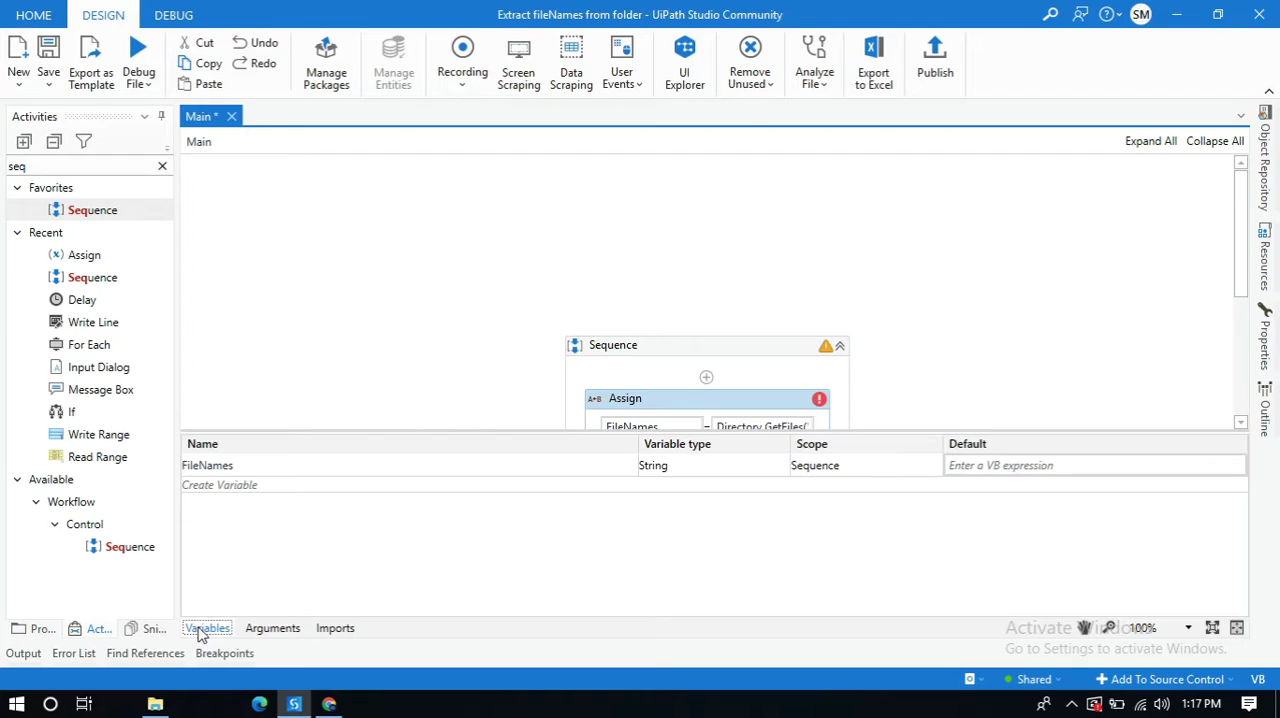 HOME DESIGN DEBUG Extract fileNames from folder - UiPath Studio Community SM
New Save Export as Template Debug File Cut Copy Paste Undo Redo Manage Packages Manage Entities Recording Screen Scraping Data Scraping User Events UI Explorer Remove Unused Analyze File Export to Excel Publish
Activities Main *
Main Expand All Collapse All
seq
Favorites
Sequence
Recent
Assign
Sequence
Delay
Write Line
For Each
Input Dialog
Message Box
If
Write Range
Read Range
Available
Workflow
Control
Sequence
Sequence
A+B Assign
FileNames = Directory.GetFiles("
Name Variable type Scope Default
FileNames String Sequence Enter a VB expression
Create Variable
Object Repository
Resources
Properties
Outline
Pro... Act... Sni... Variables Arguments Imports 100%
Activate Windows
Go to Settings to activate Windows.
Output Error List Find References Breakpoints
Shared Add To Source Control VB
1:17 PM